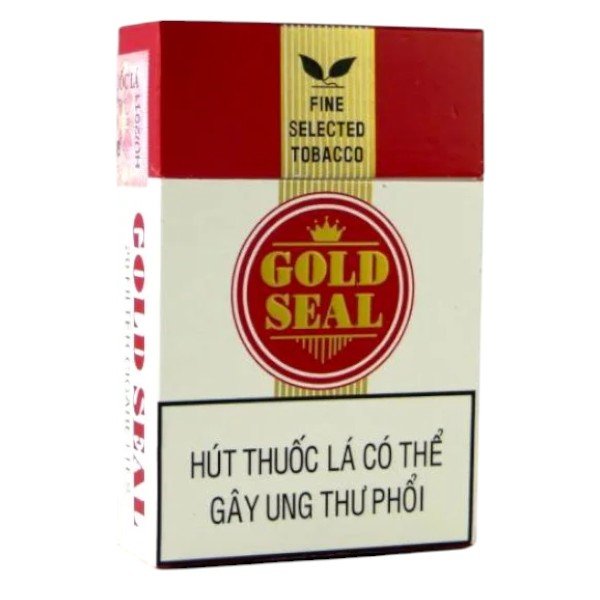 FINE
SELECTED
TOBACCO
GOLD
SEAL
HÚT THUỐC LÁ CÓ THỂ
GÂY UNG THƯ PHỔI
GOLD SEAL